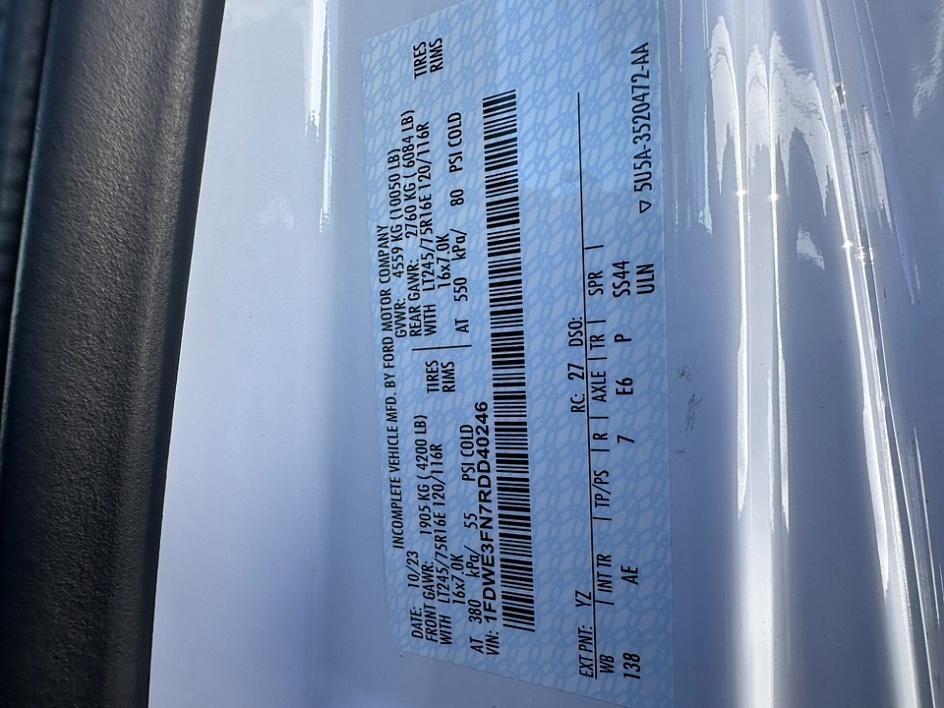 INCOMPLETE VEHICLE MFD. BY FORD MOTOR COMPANY
DATE: 10/23 GVWR: 4559 KG (10050 LB)
FRONT GAWR: 1905 KG ( 4200 LB) REAR GAWR: 2760 KG ( 6084 LB)
WITH LT245/75R16E 120/116R TIRES WITH LT245/75R16E 120/116R TIRES
16x7.0K RIMS 16x7.0K RIMS
AT 380 kPa/ 55 PSI COLD AT 550 kPa/ 80 PSI COLD
VIN: 1FDWE3FN7RDD40246
EXT PNT: YZ RC: 27 DSO:
WB INT TR TP/PS R AXLE TR SPR
138 AE 7 E6 P SS44
ULN
▽ 5U5A-3520472-AA